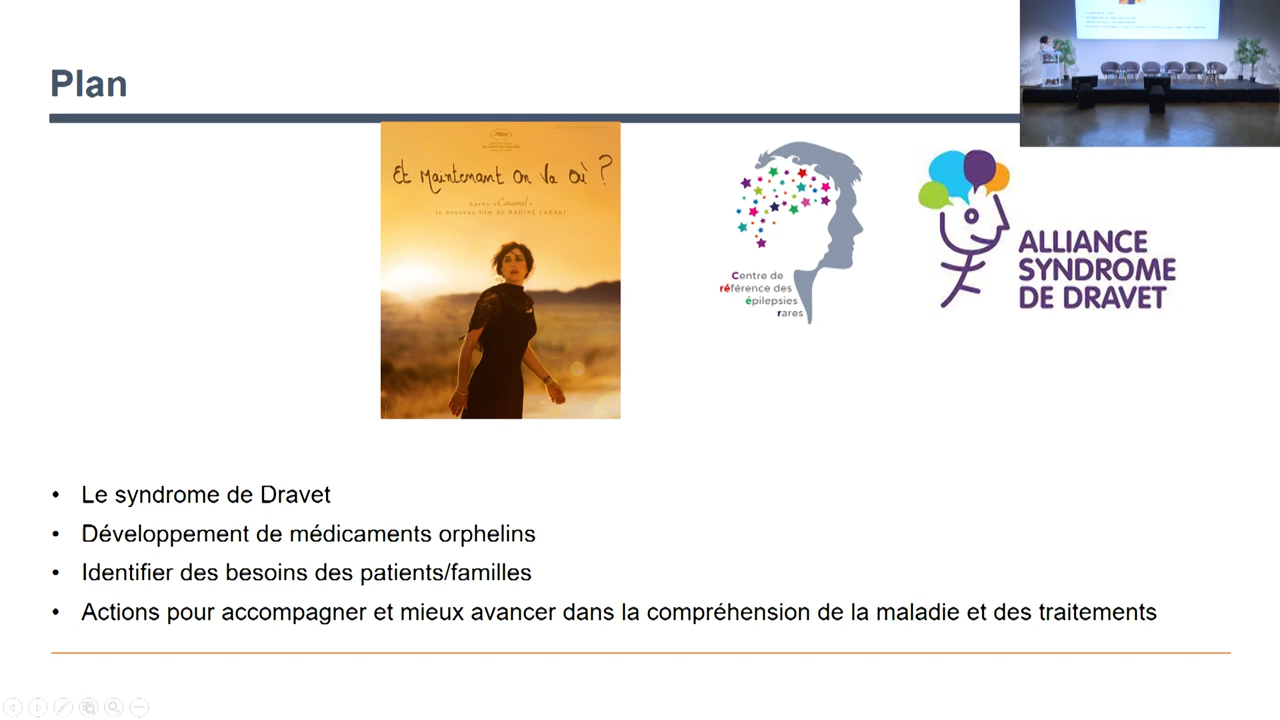 Plan
Et Maintenant On Va Où ?
Après «Caramel»
le nouveau film de NADINE LABAKI
Centre de
référence des
épilepsies
rares
ALLIANCE
SYNDROME
DE DRAVET
• Le syndrome de Dravet
• Développement de médicaments orphelins
• Identifier des besoins des patients/familles
• Actions pour accompagner et mieux avancer dans la compréhension de la maladie et des traitements